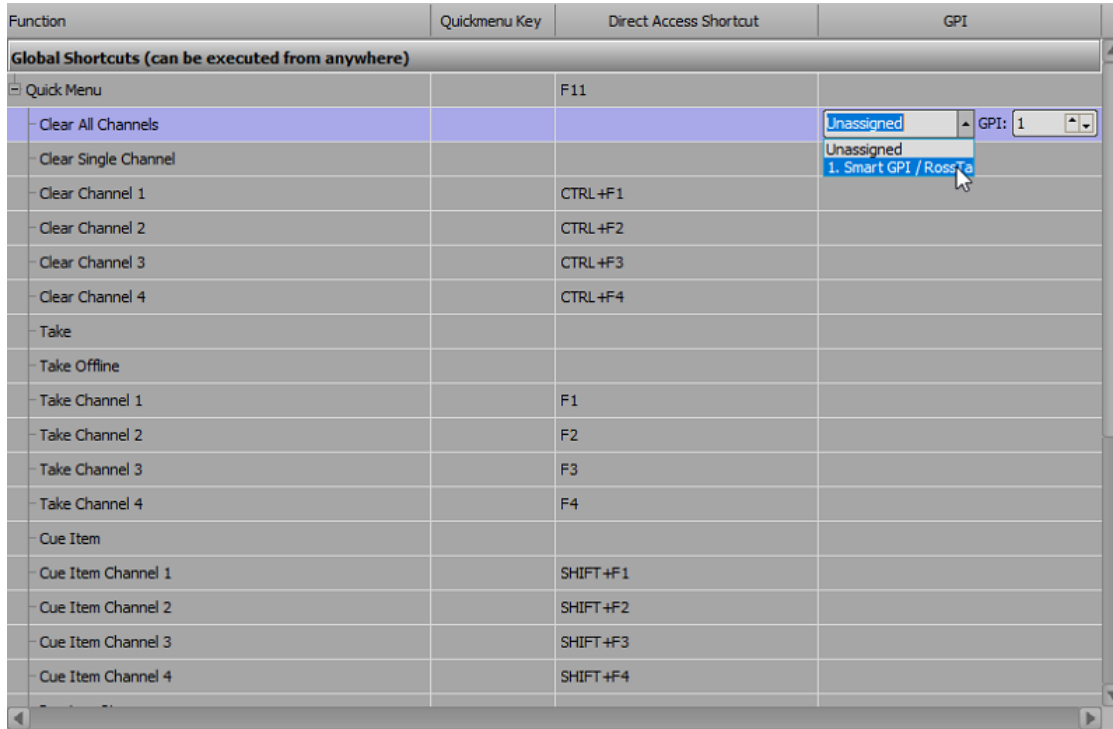 Function Quickmenu Key Direct Access Shortcut GPI
Global Shortcuts (can be executed from anywhere)
Quick Menu F11
Clear All Channels Unassigned GPI: 1
Unassigned
Clear Single Channel 1. Smart GPI / RossTa
Clear Channel 1 CTRL+F1
Clear Channel 2 CTRL+F2
Clear Channel 3 CTRL+F3
Clear Channel 4 CTRL+F4
Take
Take Offline
Take Channel 1 F1
Take Channel 2 F2
Take Channel 3 F3
Take Channel 4 F4
Cue Item
Cue Item Channel 1 SHIFT+F1
Cue Item Channel 2 SHIFT+F2
Cue Item Channel 3 SHIFT+F3
Cue Item Channel 4 SHIFT+F4